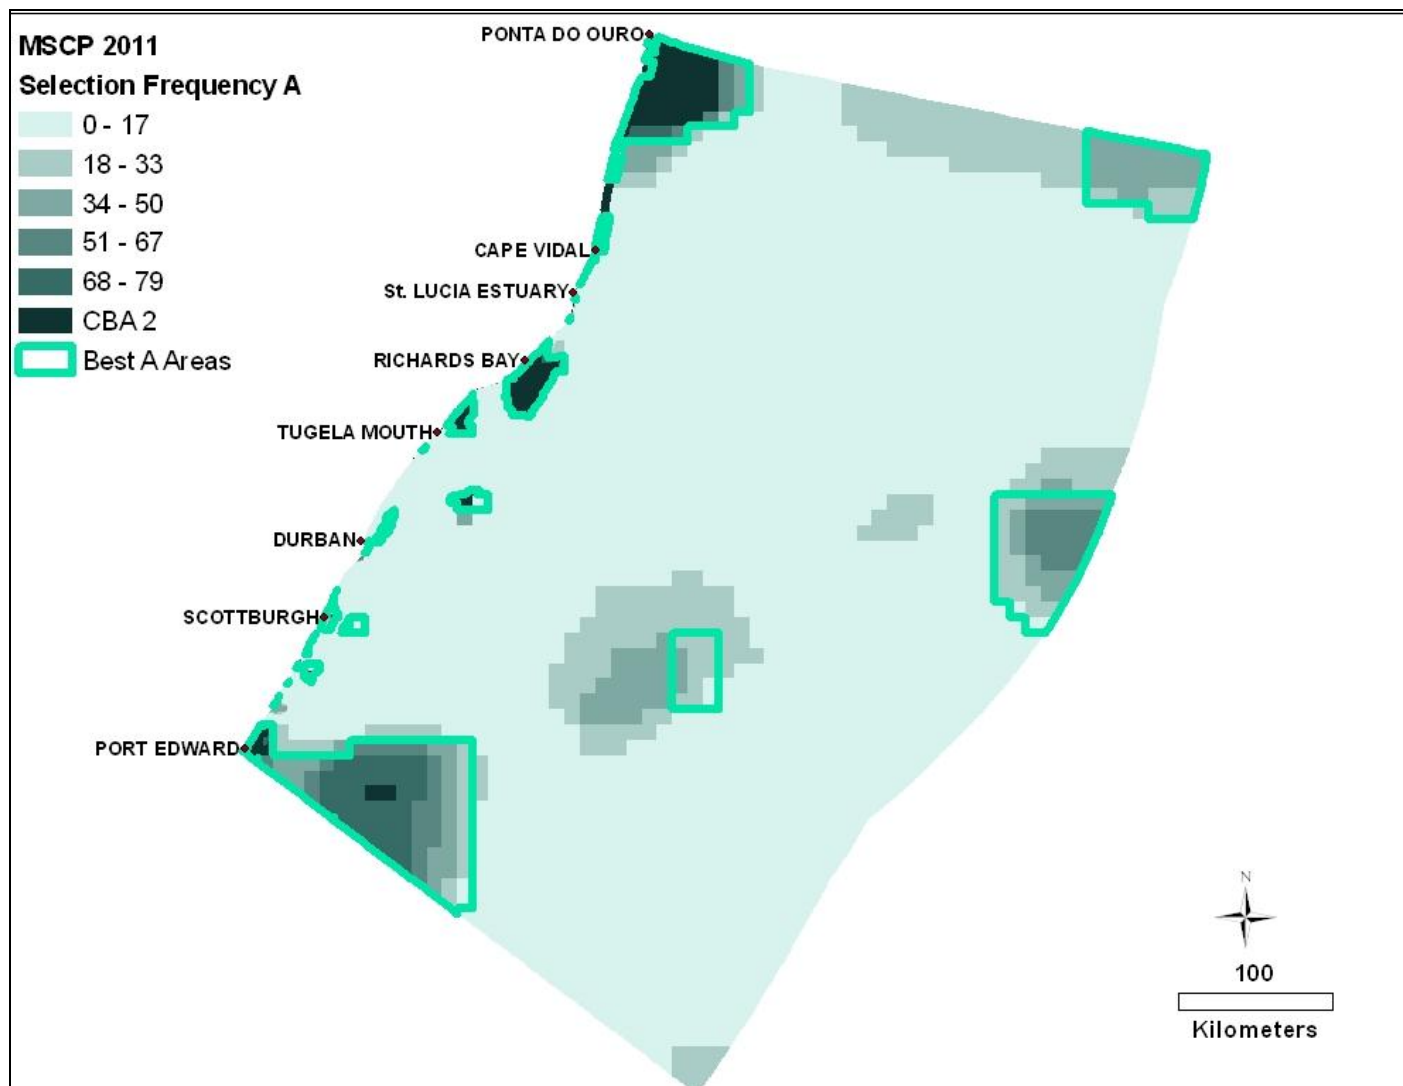 MSCP 2011
Selection Frequency A
0 - 17
18 - 33
34 - 50
51 - 67
68 - 79
CBA 2
Best A Areas
PONTA DO OURO
CAPE VIDAL
St. LUCIA ESTUARY
RICHARDS BAY
TUGELA MOUTH
DURBAN
SCOTTBURGH
PORT EDWARD
N
100
Kilometers